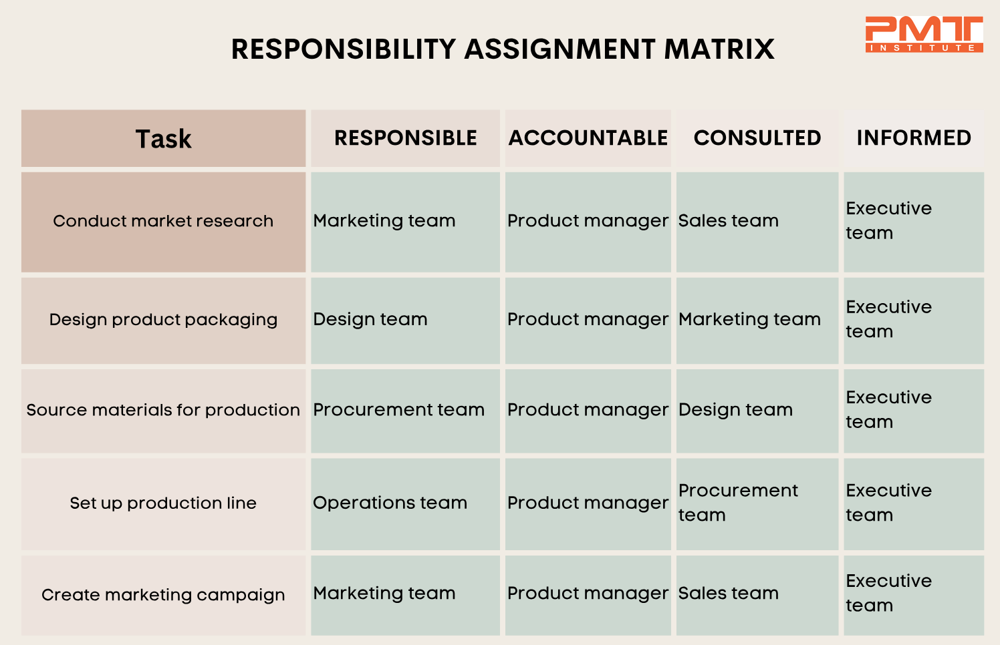 PMT
INSTITUTE
RESPONSIBILITY ASSIGNMENT MATRIX
Task RESPONSIBLE ACCOUNTABLE CONSULTED INFORMED
Conduct market research Marketing team Product manager Sales team Executive
team
Design product packaging Design team Product manager Marketing team Executive
team
Source materials for production Procurement team Product manager Design team Executive
team
Set up production line Operations team Product manager Procurement
team Executive
team
Create marketing campaign Marketing team Product manager Sales team Executive
team